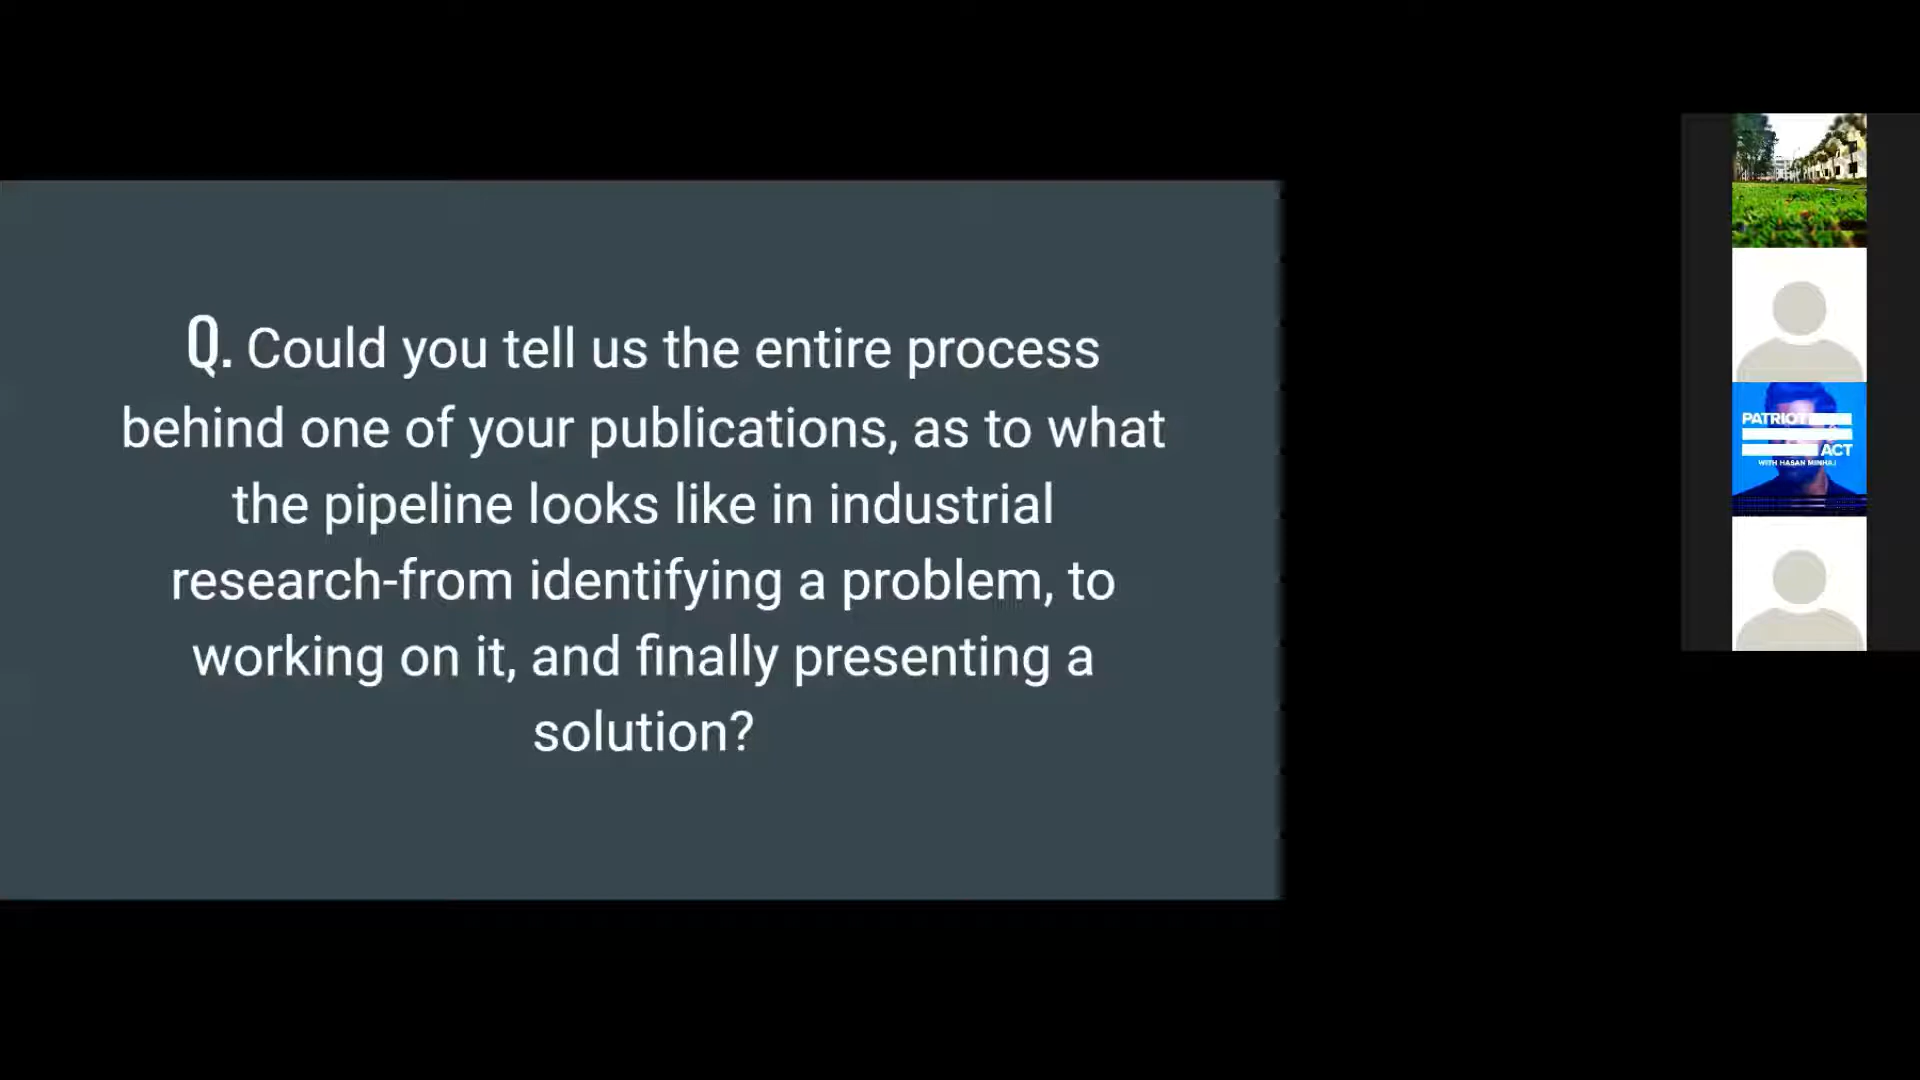 Q. Could you tell us the entire process
behind one of your publications, as to what
the pipeline looks like in industrial
research-from identifying a problem, to
working on it, and finally presenting a
solution?
PATRIOT
ACT
WITH HASAN MINHAJ